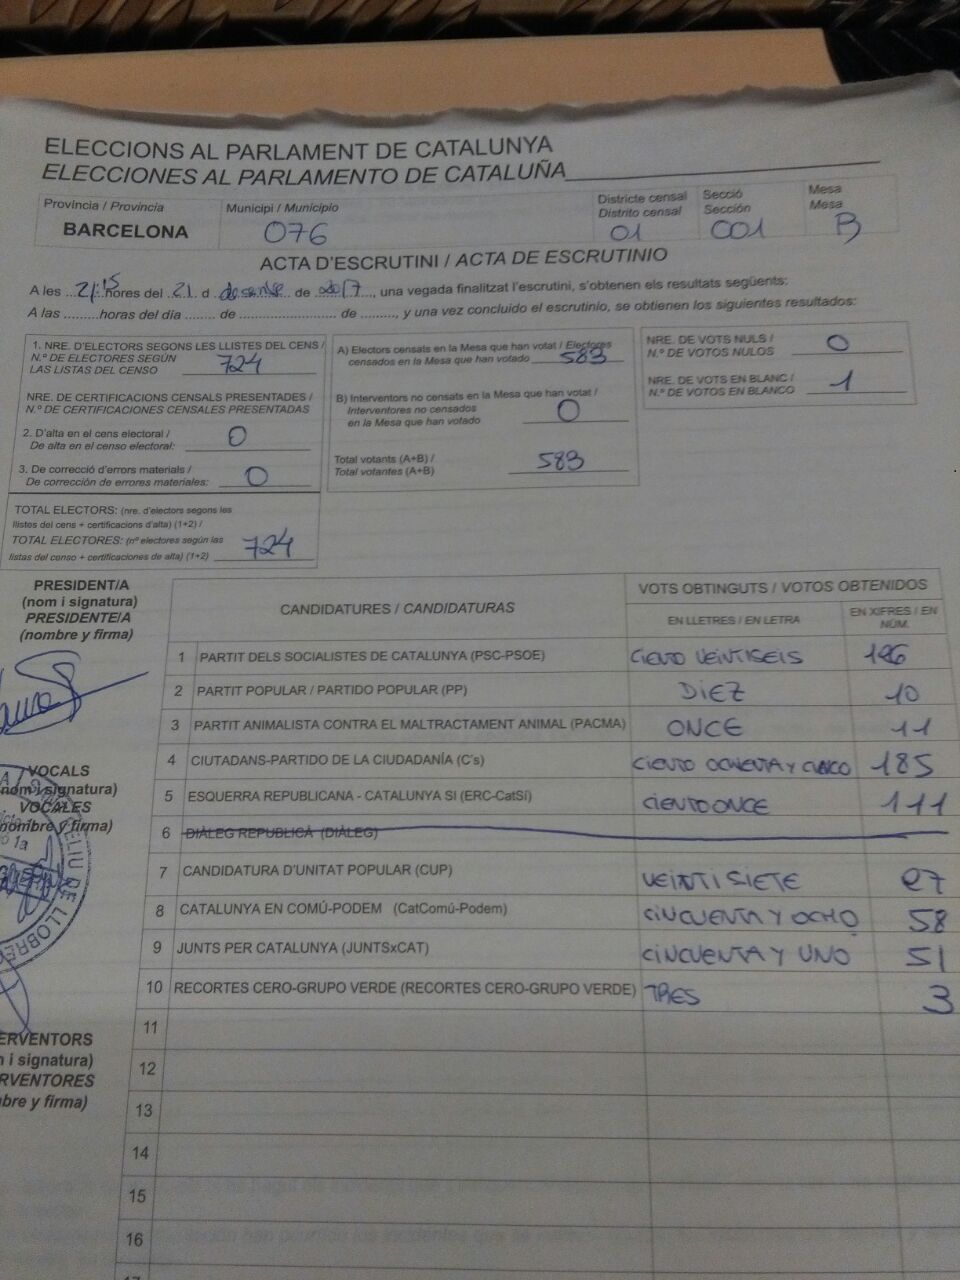 ELECCIONS AL PARLAMENT DE CATALUNYA
ELECCIONES AL PARLAMENTO DE CATALUÑA
Provincia / Provincia
BARCELONA
Municipi / Municipio
076
Districte censal
Distrito censal
01
Secció
Sección
001
Mesa
Mesa
B
ACTA D'ESCRUTINI / ACTA DE ESCRUTINIO
A les 21:15 hores del 21 d desembre de 2017, una vegada finalitzat l'escrutini, s'obtenen els resultats següents:
A las .........horas del día ....... de ....................... de ........., y una vez concluido el escrutinio, se obtienen los siguientes resultados:
1. NRE. D'ELECTORS SEGONS LES LLISTES DEL CENS /
N.º DE ELECTORES SEGÚN
LAS LISTAS DEL CENSO 724
NRE. DE CERTIFICACIONS CENSALS PRESENTADES /
N.º DE CERTIFICACIONES CENSALES PRESENTADAS
2. D'alta en el cens electoral /
De alta en el censo electoral: 0
3. De correcció d'errors materials /
De corrección de errores materiales: 0
TOTAL ELECTORS: (nre. d'electors segons les
llistes del cens + certificacions d'alta) (1+2) /
TOTAL ELECTORES: (nº electores según las
listas del censo + certificaciones de alta) (1+2) 724
A) Electors censats en la Mesa que han votat / Electores
censados en la Mesa que han votado 583
B) Interventors no censats en la Mesa que han votat /
Interventores no censados
en la Mesa que han votado 0
Total votants (A+B) /
Total votantes (A+B) 583
NRE. DE VOTS NULS /
N.º DE VOTOS NULOS 0
NRE. DE VOTS EN BLANC /
N.º DE VOTOS EN BLANCO 1
PRESIDENT/A
(nom i signatura)
PRESIDENTE/A
(nombre y firma)
CANDIDATURES / CANDIDATURAS
VOTS OBTINGUTS / VOTOS OBTENIDOS
EN LLETRES / EN LETRA
EN XIFRES / EN
NÚM.
1 PARTIT DELS SOCIALISTES DE CATALUNYA (PSC-PSOE) CIENTO VEINTISEIS 126
2 PARTIT POPULAR / PARTIDO POPULAR (PP) DIEZ 10
3 PARTIT ANIMALISTA CONTRA EL MALTRACTAMENT ANIMAL (PACMA) ONCE 11
4 CIUTADANS-PARTIDO DE LA CIUDADANÍA (C's) CIENTO OCHENTA Y CINCO 185
5 ESQUERRA REPUBLICANA - CATALUNYA SI (ERC-CatSí) CIENTO ONCE 111
6 DIÀLEG REPUBLICÀ (DIÀLEG)
7 CANDIDATURA D'UNITAT POPULAR (CUP) VEINTISIETE 27
8 CATALUNYA EN COMÚ-PODEM (CatComú-Podem) CINCUENTA Y OCHO 58
9 JUNTS PER CATALUNYA (JUNTSxCAT) CINCUENTA Y UNO 51
10 RECORTES CERO-GRUPO VERDE (RECORTES CERO-GRUPO VERDE) TRES 3
11
12
13
14
15
16
17
VOCALS
nom i signatura)
VOCALES
nombre y firma)
1a
ELIU DE LLOBRE
ERVENTORS
n i signatura)
RVENTORES
bre y firma)